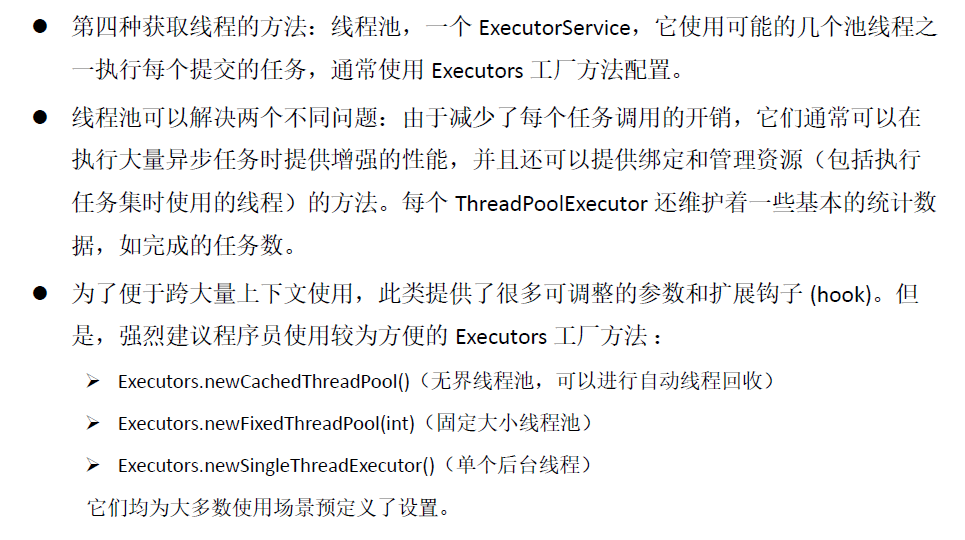 ● 第四种获取线程的方法：线程池，一个 ExecutorService，它使用可能的几个池线程之
一执行每个提交的任务，通常使用 Executors 工厂方法配置。
● 线程池可以解决两个不同问题：由于减少了每个任务调用的开销，它们通常可以在
执行大量异步任务时提供增强的性能，并且还可以提供绑定和管理资源（包括执行
任务集时使用的线程）的方法。每个 ThreadPoolExecutor 还维护着一些基本的统计数
据，如完成的任务数。
● 为了便于跨大量上下文使用，此类提供了很多可调整的参数和扩展钩子 (hook)。但
是，强烈建议程序员使用较为方便的 Executors 工厂方法 ：
➢ Executors.newCachedThreadPool()（无界线程池，可以进行自动线程回收）
➢ Executors.newFixedThreadPool(int)（固定大小线程池）
➢ Executors.newSingleThreadExecutor()（单个后台线程）
它们均为大多数使用场景预定义了设置。